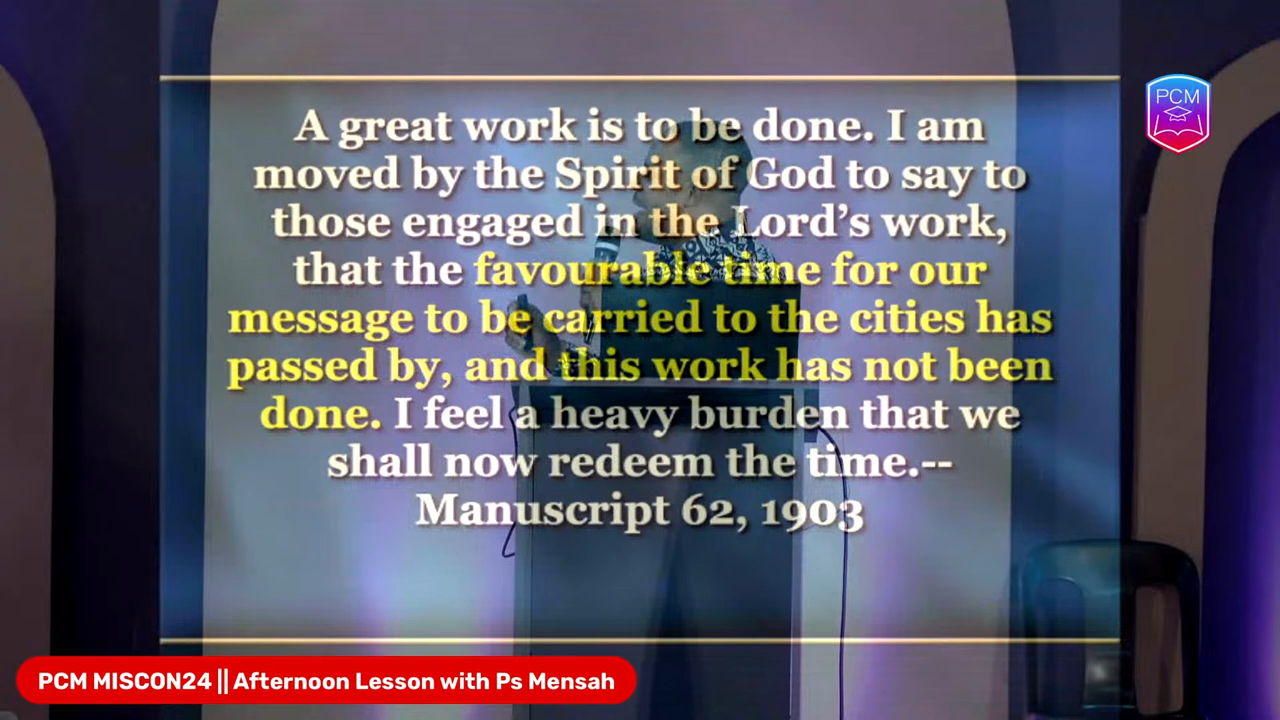 A great work is to be done. I am
moved by the Spirit of God to say to
those engaged in the Lord’s work,
that the favourable time for our
message to be carried to the cities has
passed by, and this work has not been
done. I feel a heavy burden that we
shall now redeem the time.--
Manuscript 62, 1903
PCM
PCM MISCON24 || Afternoon Lesson with Ps Mensah